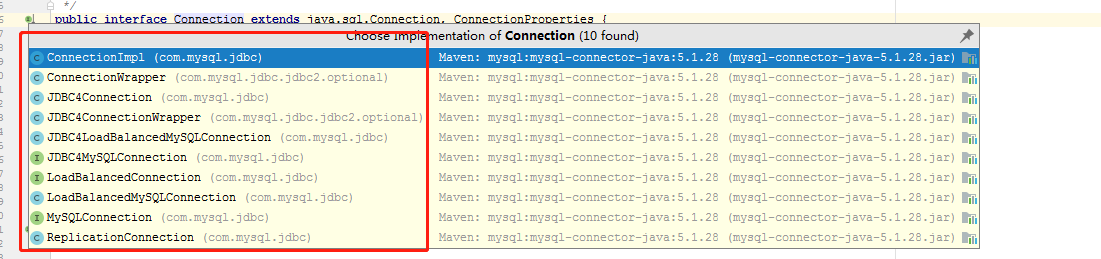 */
public interface Connection extends java.sql.Connection, ConnectionProperties {
Choose Implementation of Connection (10 found)
ConnectionImpl (com.mysql.jdbc) Maven: mysql:mysql-connector-java:5.1.28 (mysql-connector-java-5.1.28.jar)
ConnectionWrapper (com.mysql.jdbc.jdbc2.optional) Maven: mysql:mysql-connector-java:5.1.28 (mysql-connector-java-5.1.28.jar)
JDBC4Connection (com.mysql.jdbc) Maven: mysql:mysql-connector-java:5.1.28 (mysql-connector-java-5.1.28.jar)
JDBC4ConnectionWrapper (com.mysql.jdbc.jdbc2.optional) Maven: mysql:mysql-connector-java:5.1.28 (mysql-connector-java-5.1.28.jar)
JDBC4LoadBalancedMySQLConnection (com.mysql.jdbc) Maven: mysql:mysql-connector-java:5.1.28 (mysql-connector-java-5.1.28.jar)
JDBC4MySQLConnection (com.mysql.jdbc) Maven: mysql:mysql-connector-java:5.1.28 (mysql-connector-java-5.1.28.jar)
LoadBalancedConnection (com.mysql.jdbc) Maven: mysql:mysql-connector-java:5.1.28 (mysql-connector-java-5.1.28.jar)
LoadBalancedMySQLConnection (com.mysql.jdbc) Maven: mysql:mysql-connector-java:5.1.28 (mysql-connector-java-5.1.28.jar)
MySQLConnection (com.mysql.jdbc) Maven: mysql:mysql-connector-java:5.1.28 (mysql-connector-java-5.1.28.jar)
ReplicationConnection (com.mysql.jdbc) Maven: mysql:mysql-connector-java:5.1.28 (mysql-connector-java-5.1.28.jar)